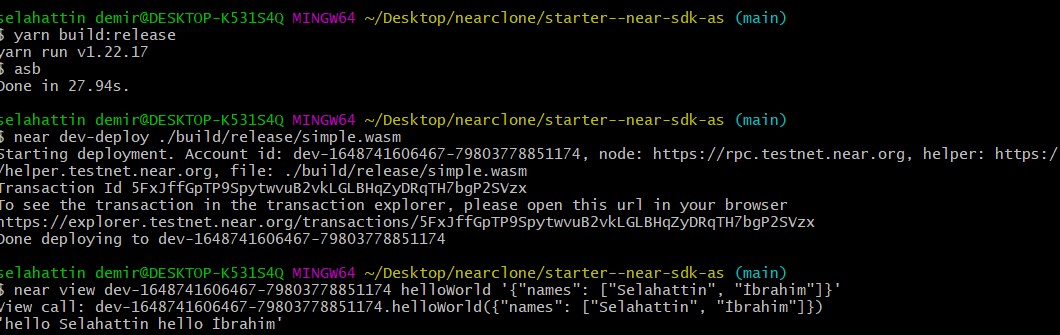 selahattin demir@DESKTOP-K531S4Q MINGW64 ~/Desktop/nearclone/starter--near-sdk-as (main)
$ yarn build:release
yarn run v1.22.17
$ asb
Done in 27.94s.
selahattin demir@DESKTOP-K531S4Q MINGW64 ~/Desktop/nearclone/starter--near-sdk-as (main)
$ near dev-deploy ./build/release/simple.wasm
Starting deployment. Account id: dev-1648741606467-79803778851174, node: https://rpc.testnet.near.org, helper: https:/
/helper.testnet.near.org, file: ./build/release/simple.wasm
Transaction Id 5FxJffGpTP9SpytwvuB2vkLGLBHqZyDRqTH7bgP2SVzx
To see the transaction in the transaction explorer, please open this url in your browser
https://explorer.testnet.near.org/transactions/5FxJffGpTP9SpytwvuB2vkLGLBHqZyDRqTH7bgP2SVzx
Done deploying to dev-1648741606467-79803778851174
selahattin demir@DESKTOP-K531S4Q MINGW64 ~/Desktop/nearclone/starter--near-sdk-as (main)
$ near view dev-1648741606467-79803778851174 helloWorld '{"names": ["Selahattin", "İbrahim"]}'
View call: dev-1648741606467-79803778851174.helloWorld({"names": ["Selahattin", "İbrahim"]})
'hello Selahattin hello İbrahim'